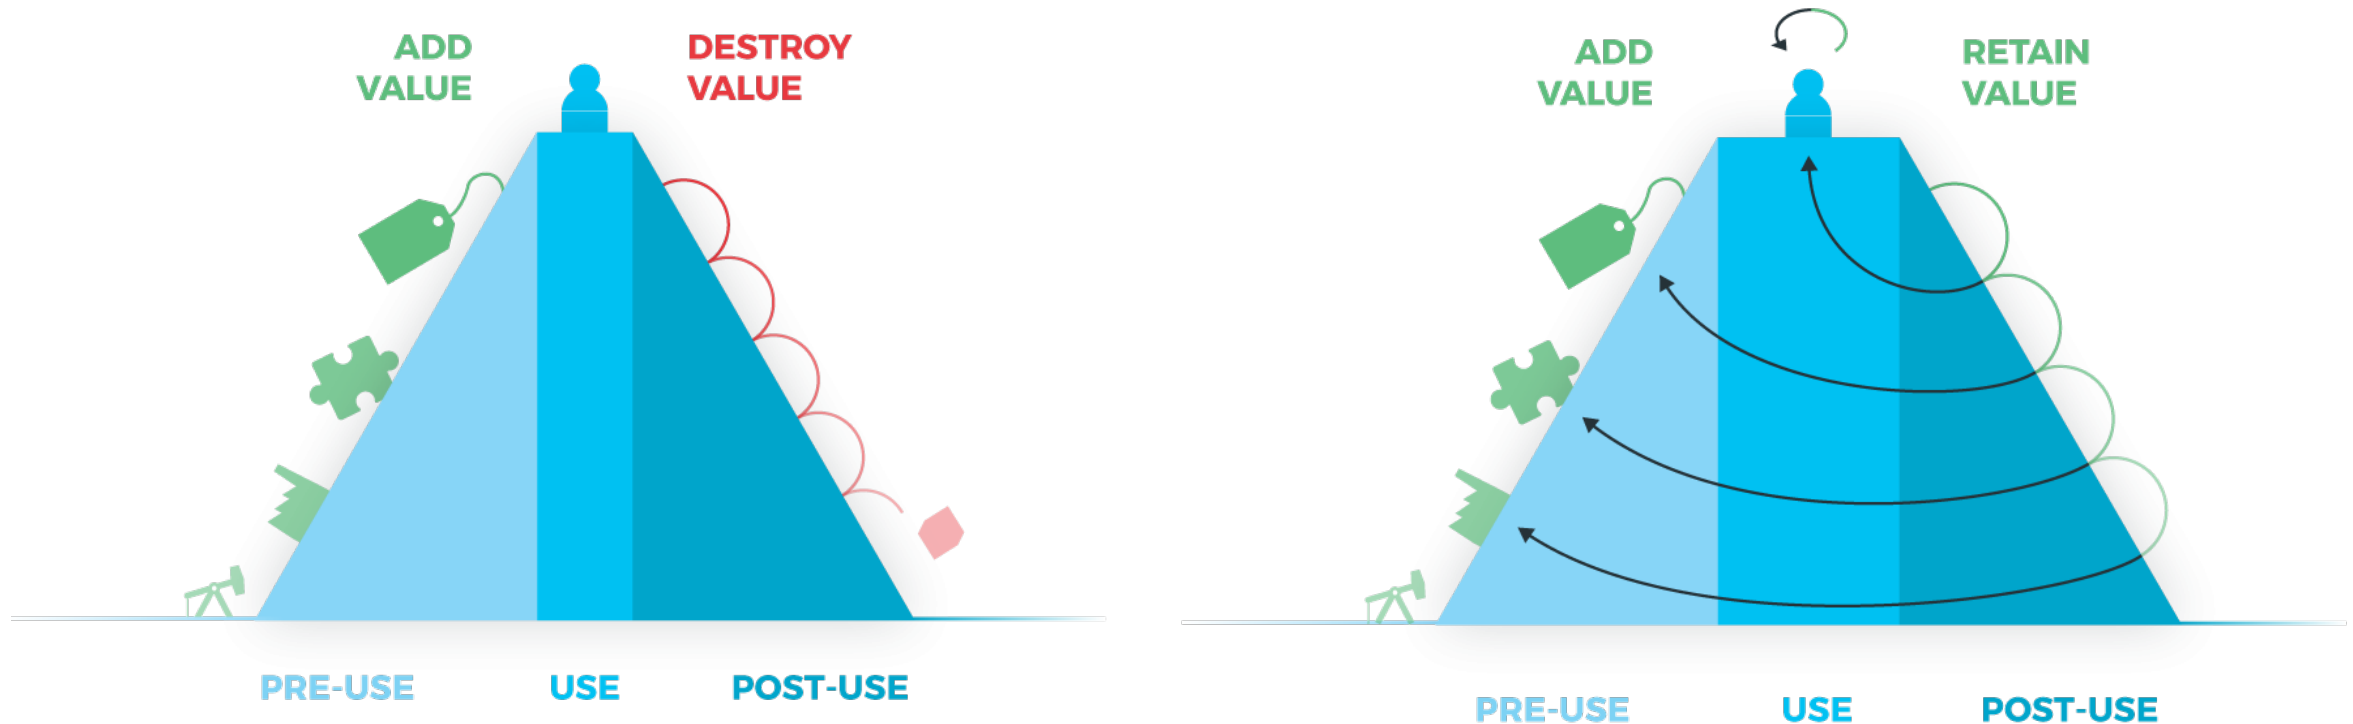 ADD
VALUE
DESTROY
VALUE
PRE-USE
USE
POST-USE
ADD
VALUE
RETAIN
VALUE
PRE-USE
USE
POST-USE